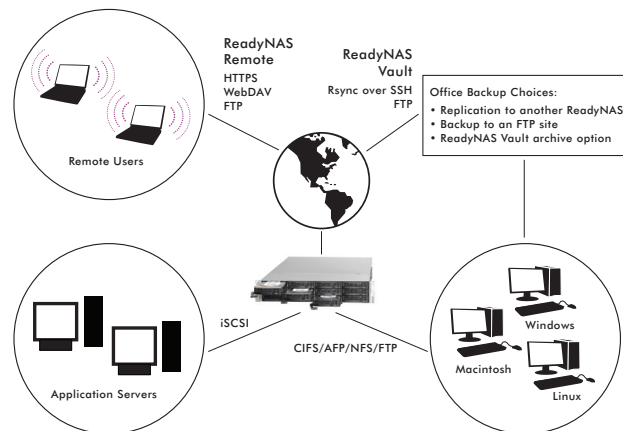 ReadyNAS
Remote
HTTPS
WebDAV
FTP
ReadyNAS
Vault
Rsync over SSH
FTP
Office Backup Choices:
• Replication to another ReadyNAS
• Backup to an FTP site
• ReadyNAS Vault archive option
Remote Users
iSCSI
CIFS/AFP/NFS/FTP
Application Servers
Windows
Macintosh
Linux